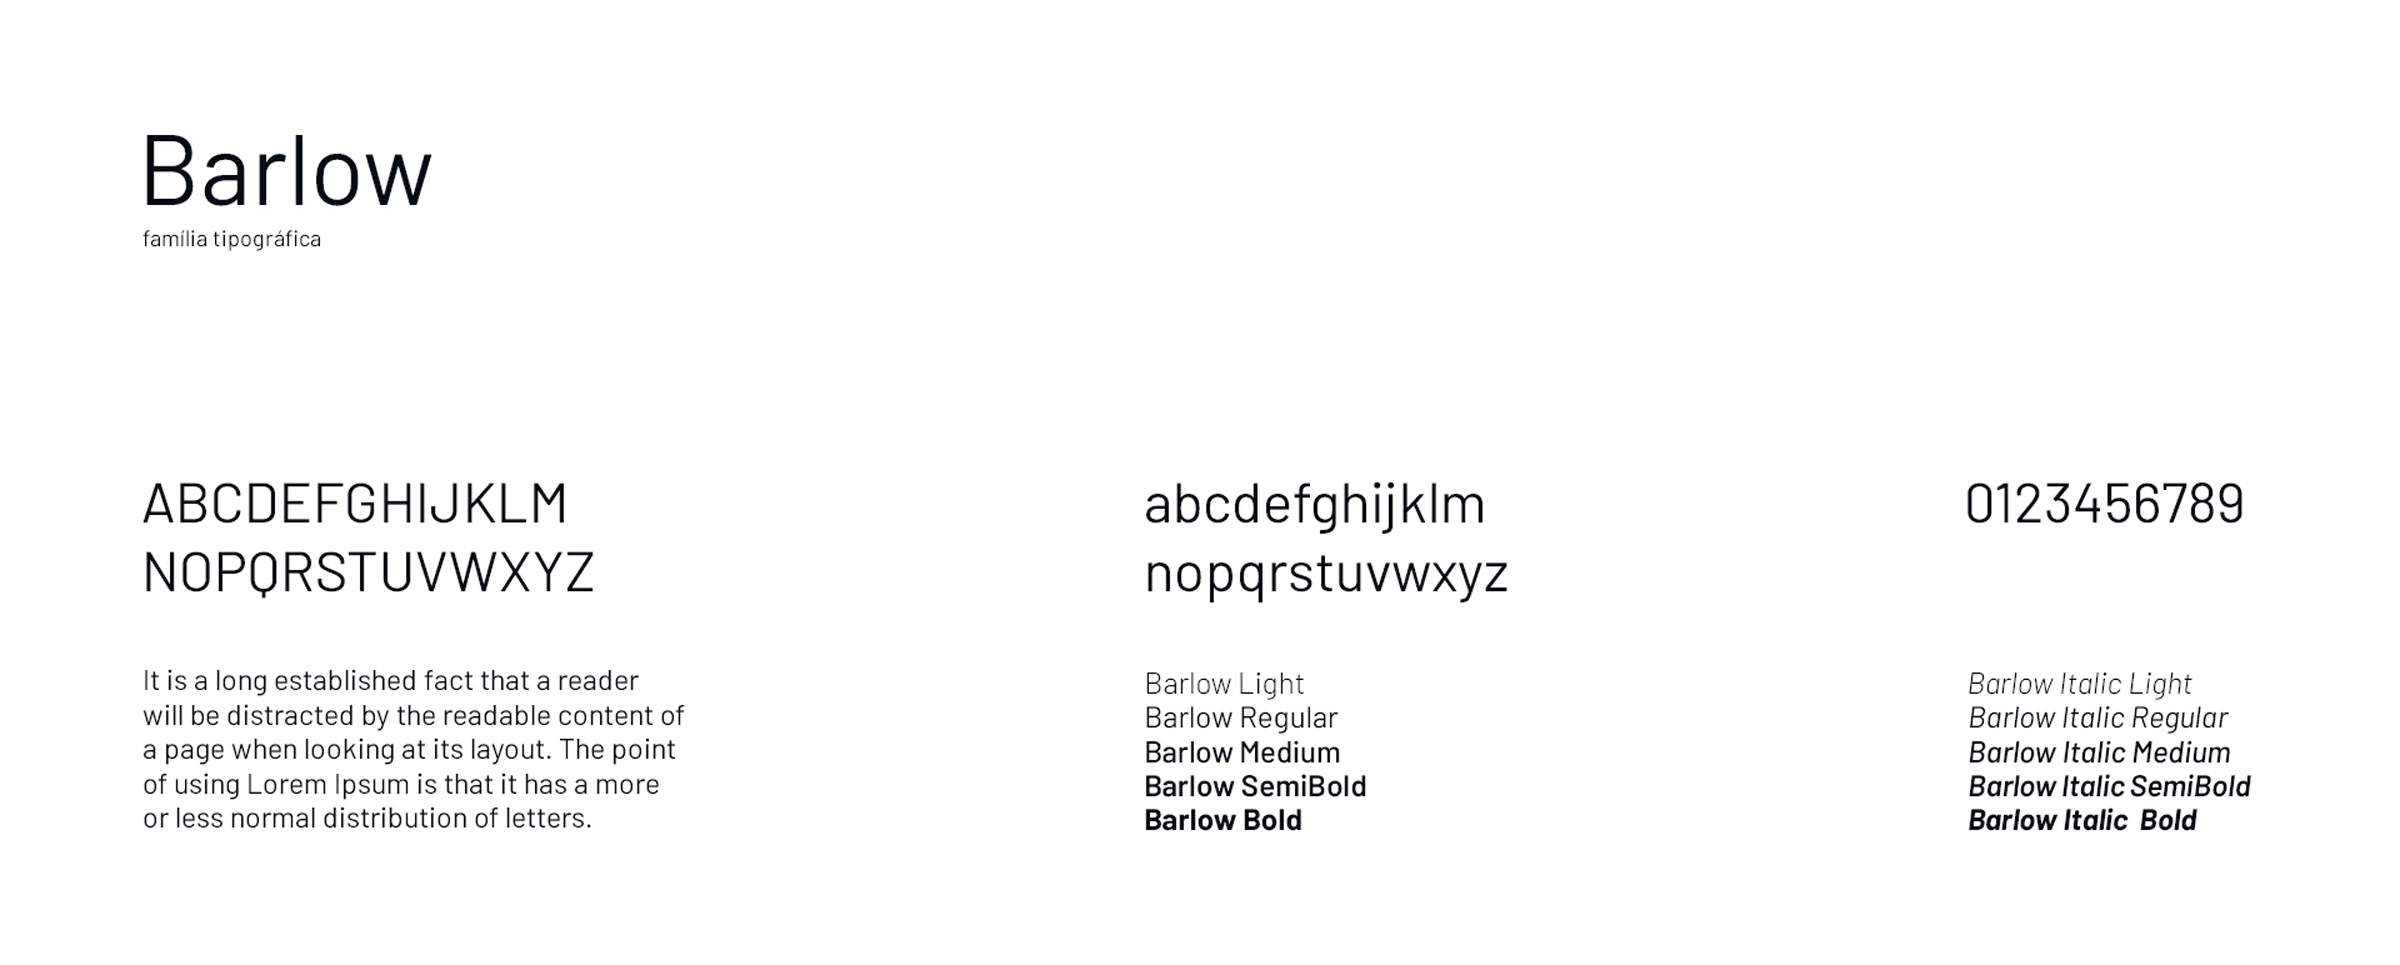 Barlow
família tipográfica
ABCDEFGHIJKLM
NOPQRSTUVWXYZ
abcdefghijklm
nopqrstuvwxyz
0123456789
It is a long established fact that a reader
will be distracted by the readable content of
a page when looking at its layout. The point
of using Lorem Ipsum is that it has a more
or less normal distribution of letters.
Barlow Light
Barlow Regular
Barlow Medium
Barlow SemiBold
Barlow Bold
Barlow Italic Light
Barlow Italic Regular
Barlow Italic Medium
Barlow Italic SemiBold
Barlow Italic  Bold